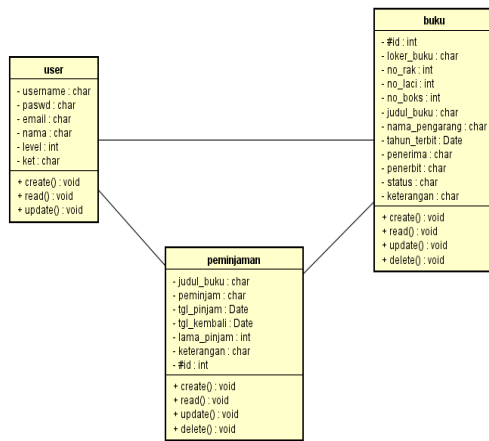 user
- username : char
- paswd : char
- email : char
- nama : char
- level : int
- ket : char
+ create() : void
+ read() : void
+ update() : void
buku
- #id : int
- loker_buku : char
- no_rak : int
- no_laci : int
- no_boks : int
- judul_buku : char
- nama_pengarang : char
- tahun_terbit : Date
- penerima : char
- penerbit : char
- status : char
- keterangan : char
+ create() : void
+ read() : void
+ update() : void
+ delete() : void
peminjaman
- judul_buku : char
- peminjam : char
- tgl_pinjam : Date
- tgl_kembali : Date
- lama_pinjam : int
- keterangan : char
- #id : int
+ create() : void
+ read() : void
+ update() : void
+ delete() : void